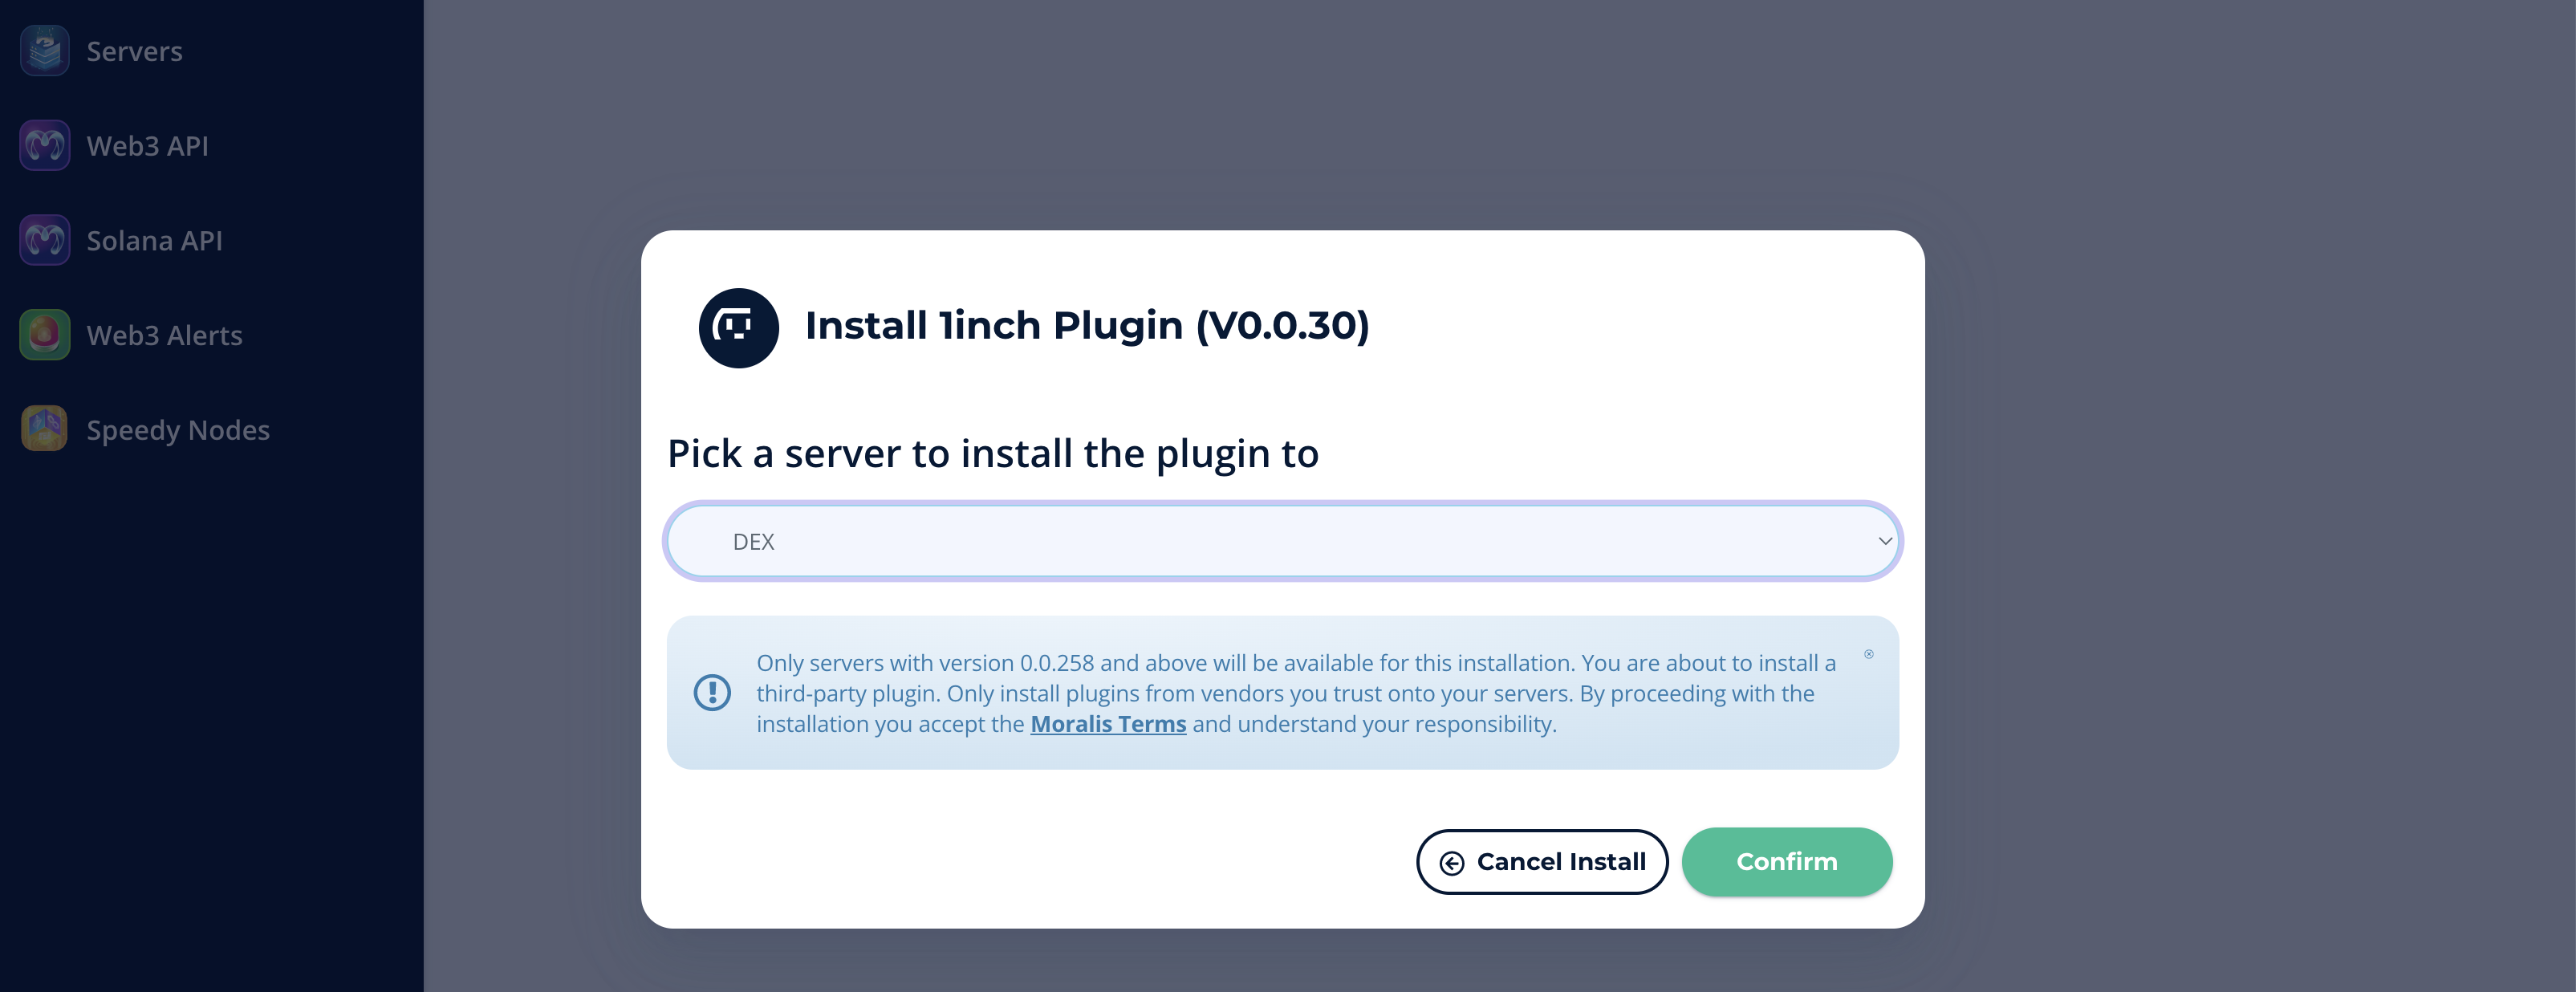 Servers
Web3 API
Solana API
Web3 Alerts
Speedy Nodes
Install 1inch Plugin (V0.0.30)
Pick a server to install the plugin to
DEX
Only servers with version 0.0.258 and above will be available for this installation. You are about to install a
third-party plugin. Only install plugins from vendors you trust onto your servers. By proceeding with the
installation you accept the Moralis Terms and understand your responsibility.
Cancel Install
Confirm